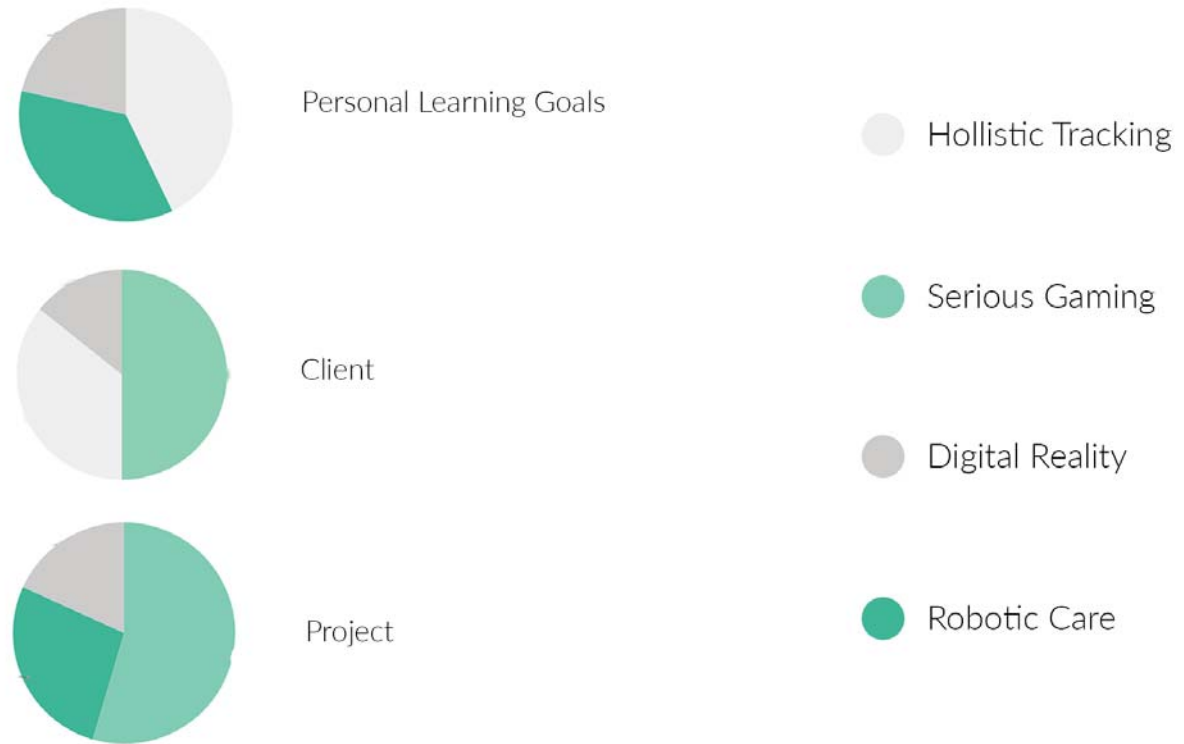 Personal Learning Goals
Client
Project
Hollistic Tracking
Serious Gaming
Digital Reality
Robotic Care